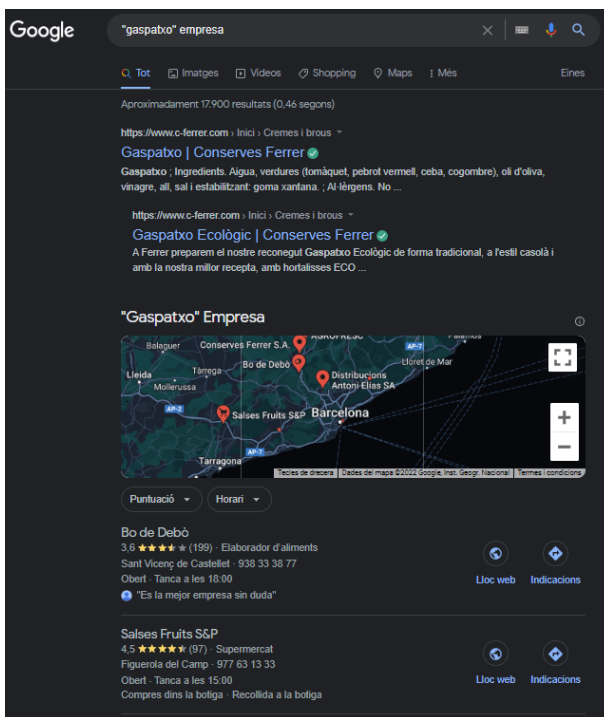 Google
"gaspatxo" empresa
Tot Imatges Vídeos Shopping Maps Més Eines
Aproximadament 17.900 resultats (0,46 segons)
https://www.c-ferrer.com › Inici › Cremes i brous
Gaspatxo | Conserves Ferrer
Gaspatxo ; Ingredients. Aigua, verdures (tomàquet, pebrot vermell, ceba, cogombre), oli d'oliva,
vinagre, all, sal i estabilitzant: goma xantana. ; Al·lèrgens. No ...
https://www.c-ferrer.com › Inici › Cremes i brous
Gaspatxo Ecològic | Conserves Ferrer
A Ferrer preparem el nostre reconegut Gaspatxo Ecològic de forma tradicional, a l'estil casolà i
amb la nostra millor recepta, amb hortalisses ECO ...
"Gaspatxo" Empresa
AGROFRESC
Balaguer Conserves Ferrer S.A. AP-7 Palamós
Lleida Tàrrega Bo de Debò Lloret de Mar
Mollerussa Distribucions
Antoni Elias SA
AP-2 Salses Fruits S&P Barcelona
Tarragona AP-7
Tecles de drecera Dades del mapa ©2022 Google, Inst. Geogr. Nacional Termes i condicions
Puntuació Horari
Bo de Debò
3,6 (199) · Elaborador d'aliments
Sant Vicenç de Castellet · 938 33 38 77
Obert · Tanca a les 18:00
Lloc web Indicacions
"Es la mejor empresa sin duda"
Salses Fruits S&P
4,5 (97) · Supermercat
Figuerola del Camp · 977 63 13 33
Obert · Tanca a les 15:00
Lloc web Indicacions
Compres dins la botiga · Recollida a la botiga